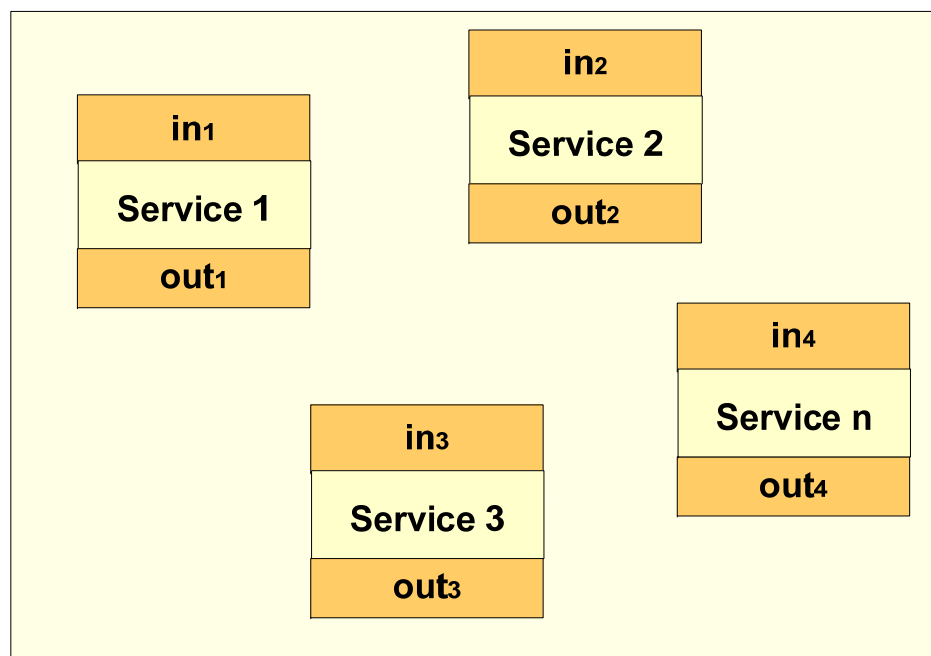 in1
Service 1
out1
in2
Service 2
out2
in3
Service 3
out3
in4
Service n
out4